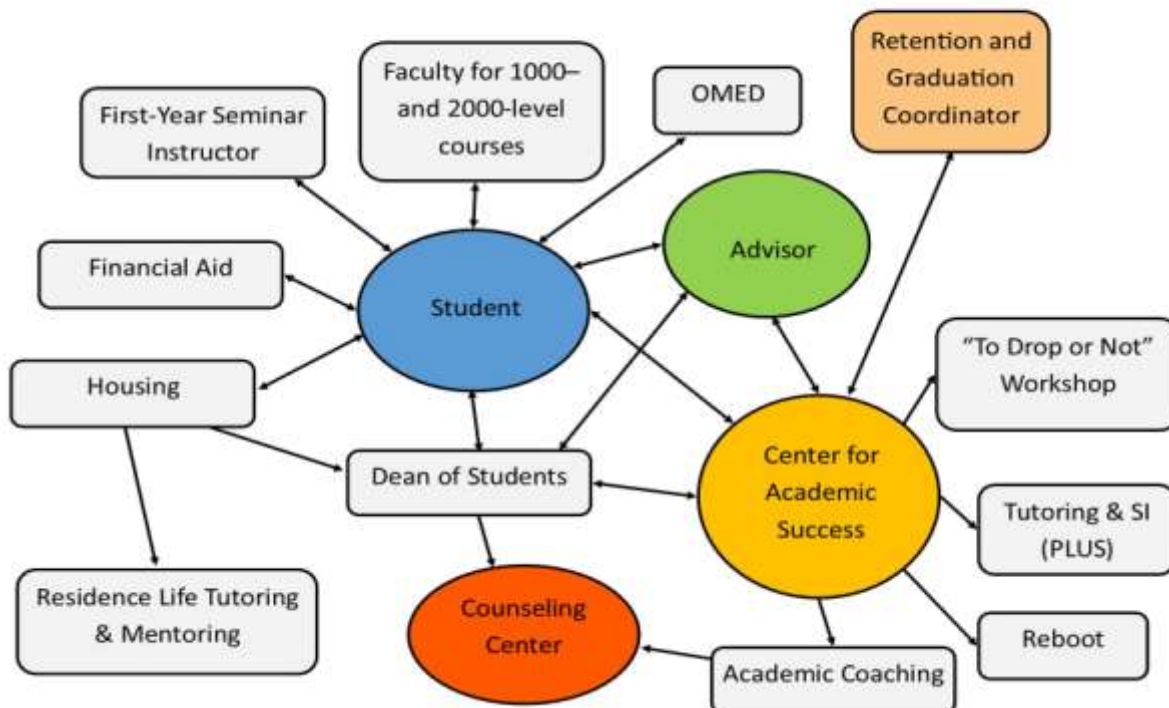 Retention and
Graduation
Coordinator
Faculty for 1000–
and 2000-level
courses
OMED
First-Year Seminar
Instructor
Advisor
Financial Aid
Student
“To Drop or Not”
Workshop
Housing
Center for
Academic
Success
Dean of Students
Tutoring & SI
(PLUS)
Residence Life Tutoring
& Mentoring
Counseling
Center
Reboot
Academic Coaching